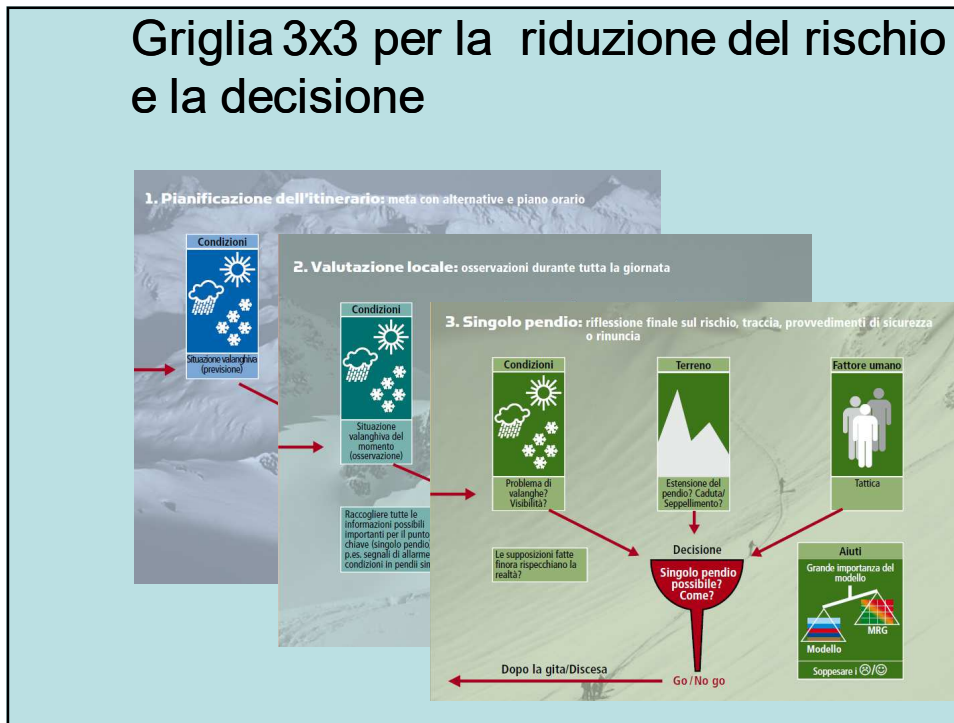 Griglia 3x3 per la riduzione del rischio
e la decisione
1. Pianificazione dell'itinerario: meta con alternative e piano orario
Condizioni
Situazione valanghiva
(previsione)
2. Valutazione locale: osservazioni durante tutta la giornata
Condizioni
Situazione
valanghiva del
momento
(osservazione)
Raccogliere tutte le
informazioni possibili
importanti per il punto
chiave (singolo pendio
p.es. segnali di allarme
condizioni in pendii sim
3. Singolo pendio: riflessione finale sul rischio, traccia, provvedimenti di sicurezza
o rinuncia
Condizioni
Problema di
valanghe?
Visibilità?
Terreno
Estensione del
pendio? Caduta/
Seppellimento?
Fattore umano
Tattica
Le supposizioni fatte
finora rispecchiano la
realtà?
Decisione
Singolo pendio
possibile?
Come?
Go/No go
Aiuti
Grande importanza del
modello
MRG
Modello
Soppesare i ☹/☺
Dopo la gita/Discesa